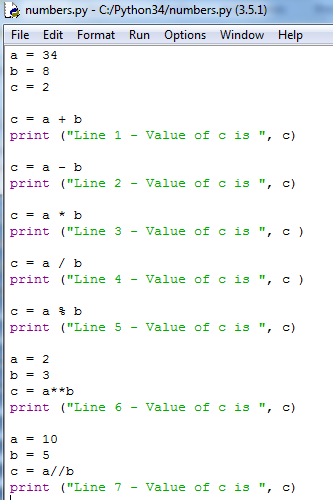 numbers.py - C:/Python34/numbers.py (3.5.1)
File Edit Format Run Options Window Help
a = 34
b = 8
c = 2
c = a + b
print ("Line 1 - Value of c is ", c)
c = a - b
print ("Line 2 - Value of c is ", c)
c = a * b
print ("Line 3 - Value of c is ", c )
c = a / b
print ("Line 4 - Value of c is ", c )
c = a % b
print ("Line 5 - Value of c is ", c)
a = 2
b = 3
c = a**b
print ("Line 6 - Value of c is ", c)
a = 10
b = 5
c = a//b
print ("Line 7 - Value of c is ", c)